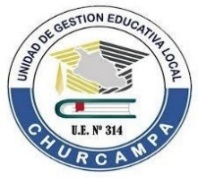 UNIDAD DE GESTION EDUCATIVA LOCAL
U.E. Nº 314
CHURCAMPA